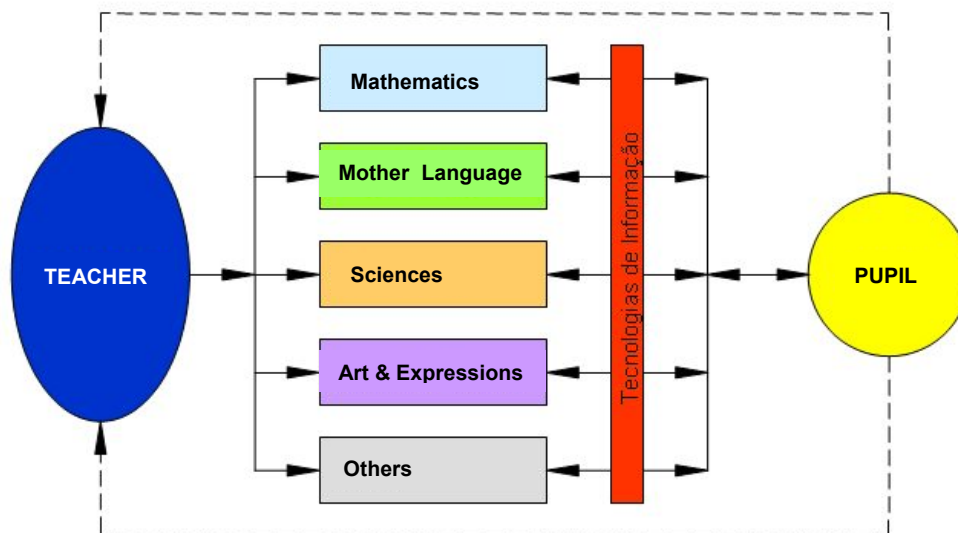 Mathematics
Mother Language
TEACHER
Sciences
Tecnologias de Informação
PUPIL
Art & Expressions
Others